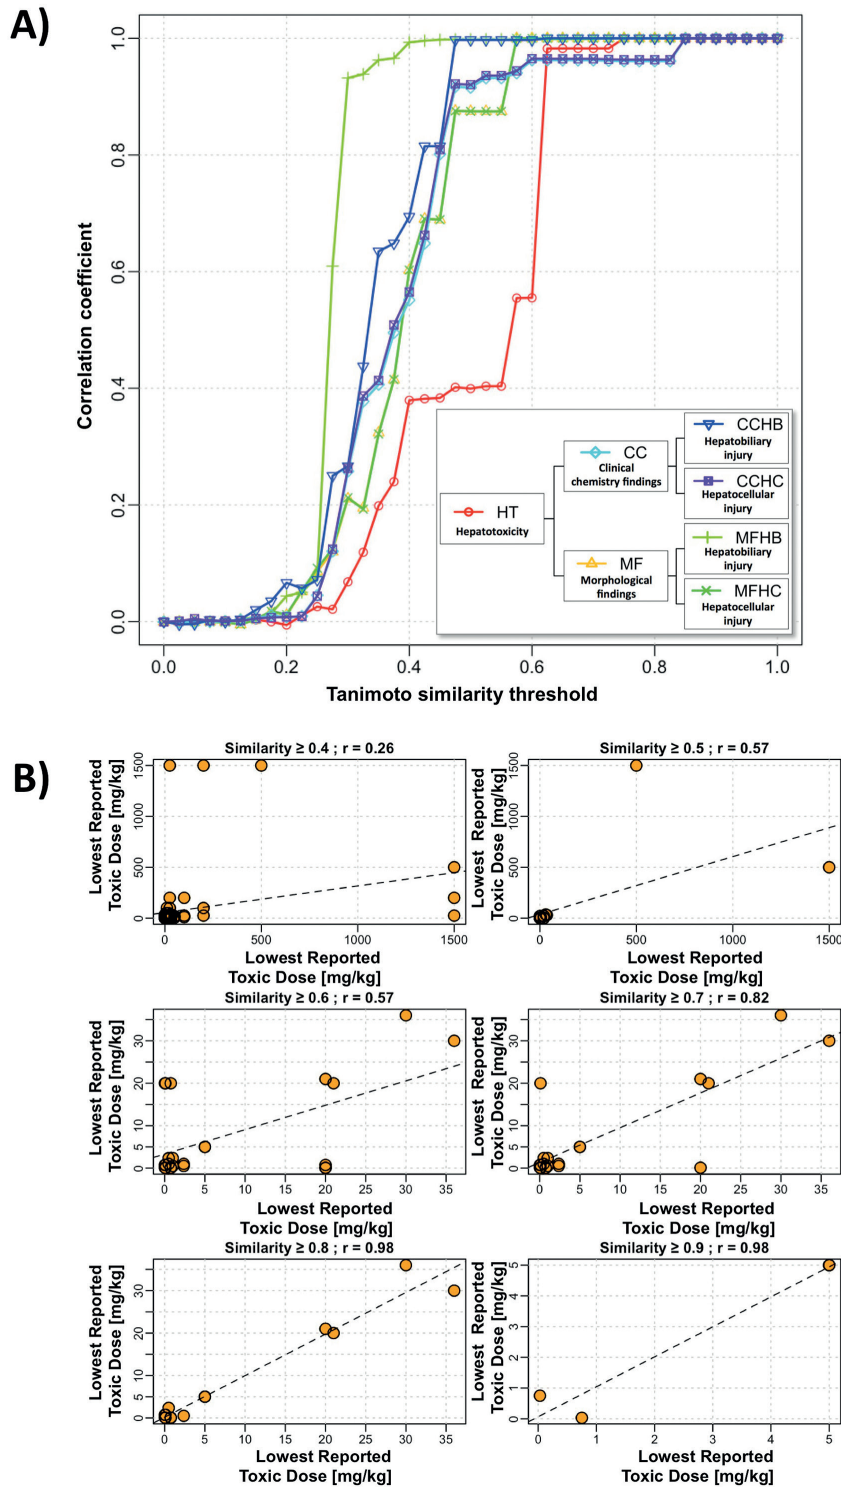 A)
Correlation coefficient
0.0
0.2
0.4
0.6
0.8
1.0
HT
Hepatotoxicity
CC
Clinical
chemistry findings
MF
Morphological
findings
CCHB
Hepatobiliary
injury
CCHC
Hepatocellular
injury
MFHB
Hepatobiliary
injury
MFHC
Hepatocellular
injury
0.0 0.2 0.4 0.6 0.8 1.0
Tanimoto similarity threshold
B)
Similarity ≥ 0.4 ; r = 0.26
Lowest Reported
Toxic Dose [mg/kg]
0 500 1000 1500
0 500 1000 1500
Lowest Reported
Toxic Dose [mg/kg]
Similarity ≥ 0.5 ; r = 0.57
Lowest Reported
Toxic Dose [mg/kg]
0 500 1000 1500
0 500 1000 1500
Lowest Reported
Toxic Dose [mg/kg]
Similarity ≥ 0.6 ; r = 0.57
Lowest Reported
Toxic Dose [mg/kg]
0 5 10 20 30
0 5 10 15 20 25 30 35
Lowest Reported
Toxic Dose [mg/kg]
Similarity ≥ 0.7 ; r = 0.82
Lowest Reported
Toxic Dose [mg/kg]
0 5 10 20 30
0 5 10 15 20 25 30 35
Lowest Reported
Toxic Dose [mg/kg]
Similarity ≥ 0.8 ; r = 0.98
Lowest Reported
Toxic Dose [mg/kg]
0 5 10 20 30
0 5 10 15 20 25 30 35
Lowest Reported
Toxic Dose [mg/kg]
Similarity ≥ 0.9 ; r = 0.98
Lowest Reported
Toxic Dose [mg/kg]
0 1 2 3 4 5
0 1 2 3 4 5
Lowest Reported
Toxic Dose [mg/kg]